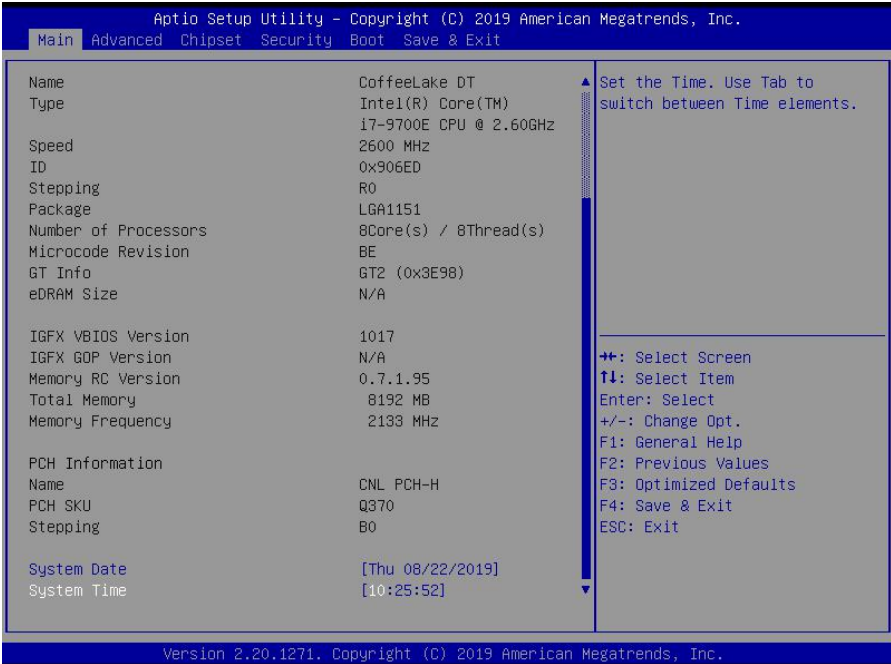 Aptio Setup Utility – Copyright (C) 2019 American Megatrends, Inc.
Main Advanced Chipset Security Boot Save & Exit
Name CoffeeLake DT
Type Intel(R) Core(TM)
i7-9700E CPU @ 2.60GHz
Speed 2600 MHz
ID 0x906ED
Stepping R0
Package LGA1151
Number of Processors 8Core(s) / 8Thread(s)
Microcode Revision BE
GT Info GT2 (0x3E98)
eDRAM Size N/A
IGFX VBIOS Version 1017
IGFX GOP Version N/A
Memory RC Version 0.7.1.95
Total Memory 8192 MB
Memory Frequency 2133 MHz
PCH Information
Name CNL PCH-H
PCH SKU Q370
Stepping B0
System Date [Thu 08/22/2019]
System Time [10:25:52]
Set the Time. Use Tab to
switch between Time elements.
→←: Select Screen
↑↓: Select Item
Enter: Select
+/-: Change Opt.
F1: General Help
F2: Previous Values
F3: Optimized Defaults
F4: Save & Exit
ESC: Exit
Version 2.20.1271. Copyright (C) 2019 American Megatrends, Inc.